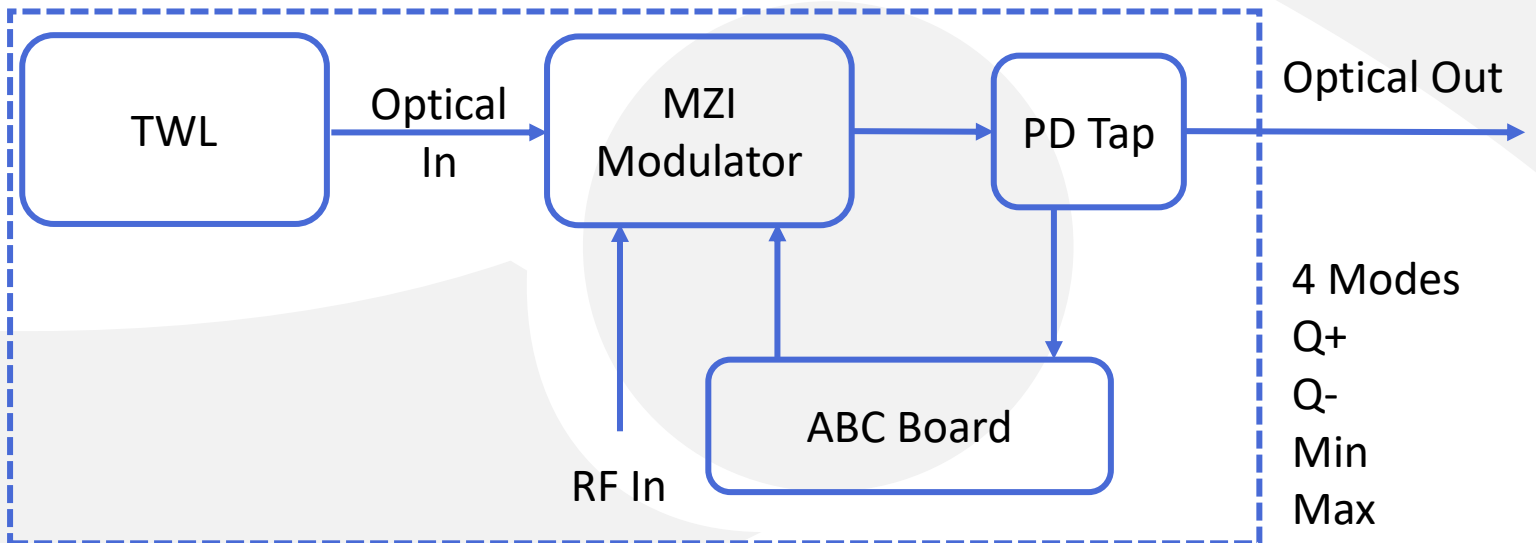 TWL
Optical
In
MZI
Modulator
PD Tap
Optical Out
RF In
ABC Board
4 Modes
Q+
Q-
Min
Max